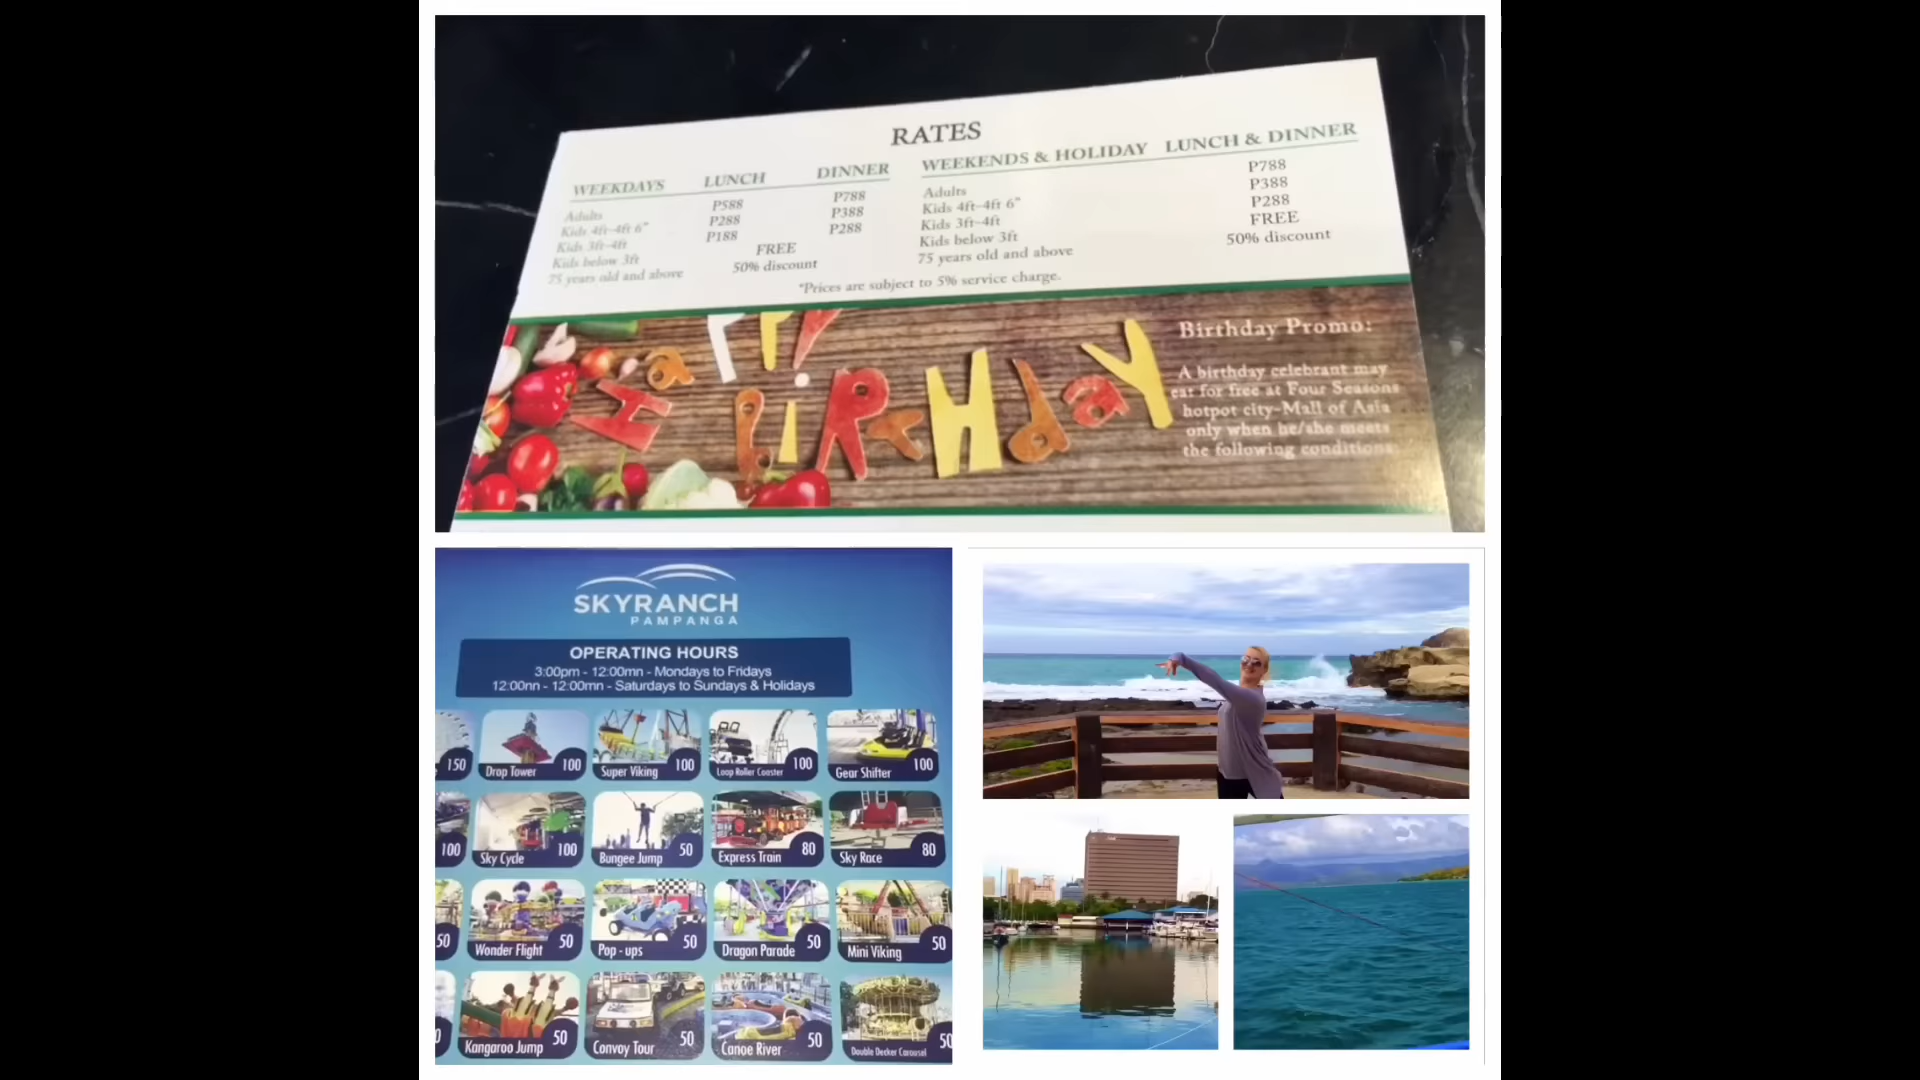 RATES
WEEKDAYS LUNCH DINNER
Adults P588 P788
Kids 4ft-4ft 6" P288 P388
Kids 3ft-4ft P188 P288
Kids below 3ft FREE
75 years old and above 50% discount
WEEKENDS & HOLIDAY LUNCH & DINNER
Adults P788
Kids 4ft-4ft 6" P388
Kids 3ft-4ft P288
Kids below 3ft FREE
75 years old and above 50% discount
*Prices are subject to 5% service charge.
HaPPy
biRtHdaY
Birthday Promo:
A birthday celebrant may
eat for free at Four Seasons
hotpot city-Mall of Asia
only when he/she meets
the following conditions:
SKYRANCH
PAMPANGA
OPERATING HOURS
3:00pm - 12:00mn - Mondays to Fridays
12:00nn - 12:00mn - Saturdays to Sundays & Holidays
150 Drop Tower 100 Super Viking 100 Loop Roller Coaster 100 Gear Shifter 100
100 Sky Cycle 100 Bungee Jump 50 Express Train 80 Sky Race 80
50 Wonder Flight 50 Pop - ups 50 Dragon Parade 50 Mini Viking 50
Kangaroo Jump 50 Convoy Tour 50 Canoe River 50 Double Decker Carousel 50